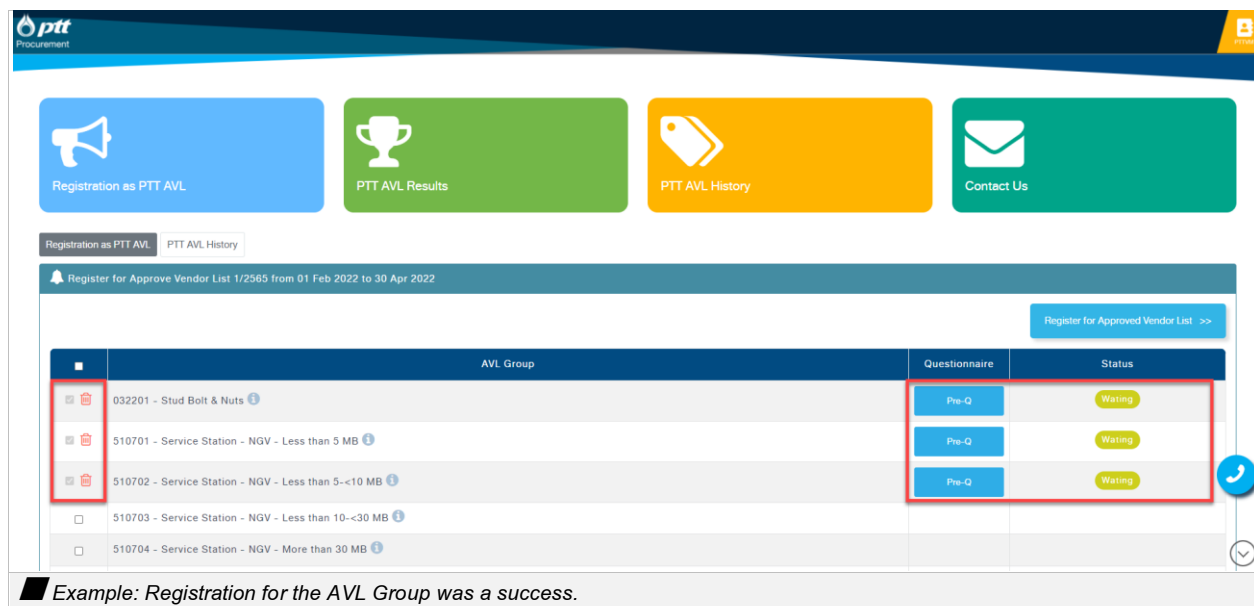 ptt
Procurement
Registration as PTT AVL
PTT AVL Results
PTT AVL History
Contact Us
Registration as PTT AVL PTT AVL History
Register for Approve Vendor List 1/2565 from 01 Feb 2022 to 30 Apr 2022
Register for Approved Vendor List >>
AVL Group Questionnaire Status
032201 - Stud Bolt & Nuts Pre-Q Wating
510701 - Service Station - NGV - Less than 5 MB Pre-Q Wating
510702 - Service Station - NGV - Less than 5-<10 MB Pre-Q Wating
510703 - Service Station - NGV - Less than 10-<30 MB
510704 - Service Station - NGV - More than 30 MB
Example: Registration for the AVL Group was a success.